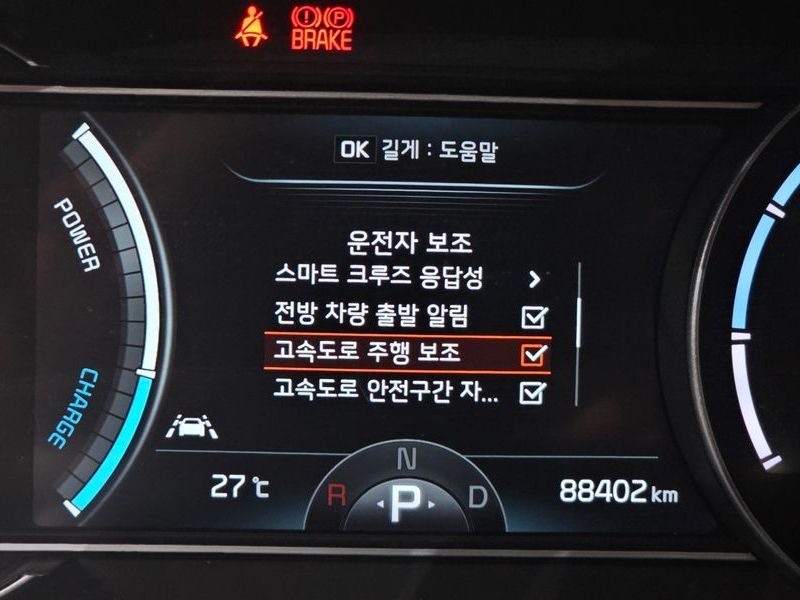 (!) (P)
BRAKE
OK 길게 : 도움말
운전자 보조
스마트 크루즈 응답성
전방 차량 출발 알림
고속도로 주행 보조
고속도로 안전구간 자...
POWER
CHARGE
27 ℃
N
R P D
88402 km